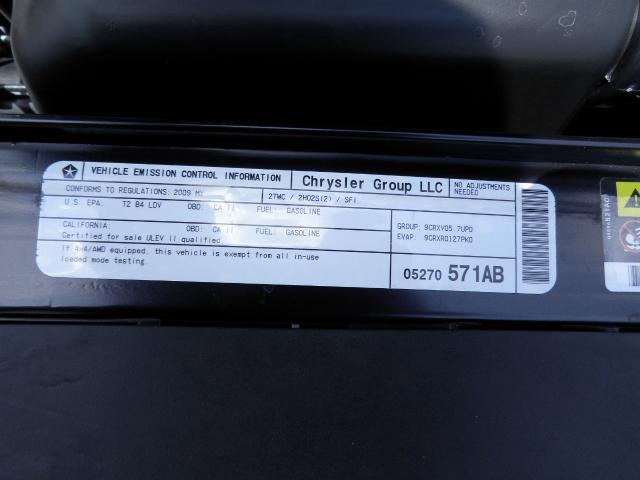 VEHICLE EMISSION CONTROL INFORMATION Chrysler Group LLC NO ADJUSTMENTS NEEDED
CONFORMS TO REGULATIONS: 2009 MY 2TWC / 2HO2S(2) / SFI
U.S. EPA: T2 B4 LDV OBD: CA II FUEL: GASOLINE
CALIFORNIA: OBD: CA II FUEL: GASOLINE
Certified for sale ULEV II qualified
GROUP: 9CRXV05.7UP0
EVAP: 9CRXR0127PK0
If 4x4/AWD equipped, this vehicle is exempt from all in-use
loaded mode testing.
05270 571AB